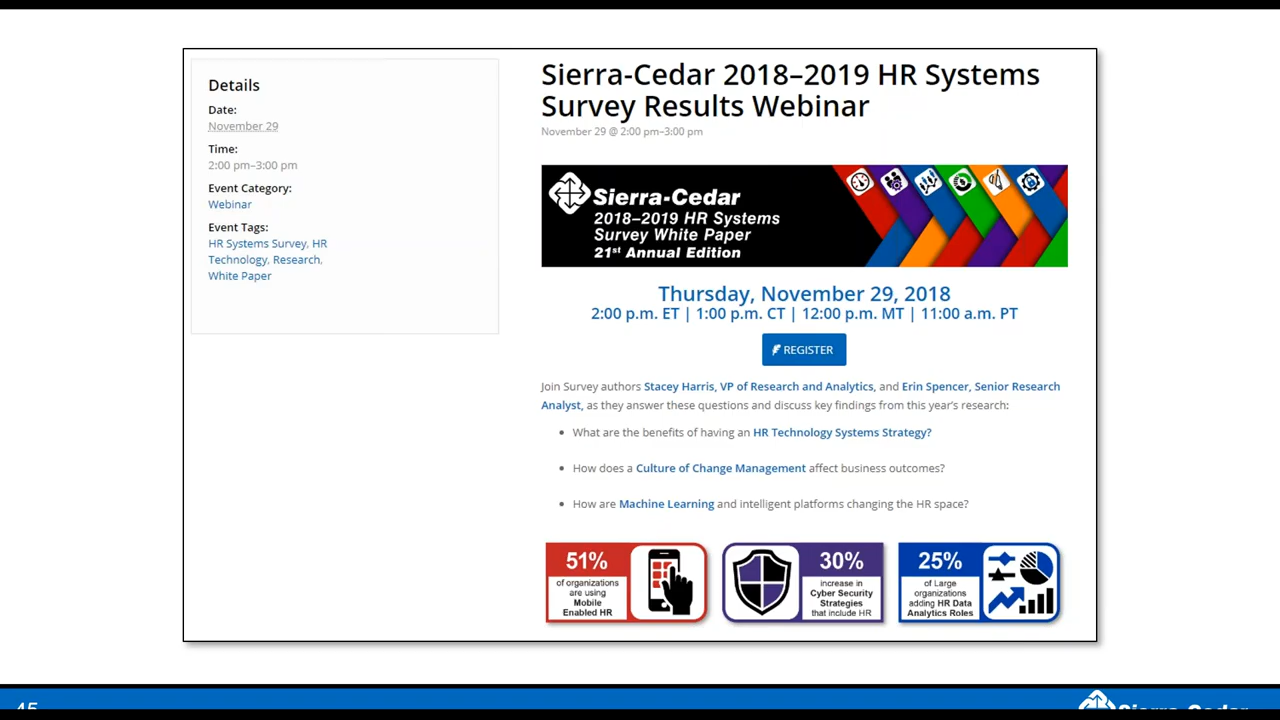 Details
Date:
November 29
Time:
2:00 pm–3:00 pm
Event Category:
Webinar
Event Tags:
HR Systems Survey, HR
Technology, Research,
White Paper
Sierra-Cedar 2018–2019 HR Systems
Survey Results Webinar
November 29 @ 2:00 pm–3:00 pm
Sierra-Cedar
2018–2019 HR Systems
Survey White Paper
21st Annual Edition
Thursday, November 29, 2018
2:00 p.m. ET | 1:00 p.m. CT | 12:00 p.m. MT | 11:00 a.m. PT
REGISTER
Join Survey authors Stacey Harris, VP of Research and Analytics, and Erin Spencer, Senior Research
Analyst, as they answer these questions and discuss key findings from this year's research:
• What are the benefits of having an HR Technology Systems Strategy?
• How does a Culture of Change Management affect business outcomes?
• How are Machine Learning and intelligent platforms changing the HR space?
51%
of organizations
are using
Mobile
Enabled HR
30%
increase in
Cyber Security
Strategies
that include HR
25%
of Large
organizations
adding HR Data
Analytics Roles
45
Sierra-Cedar